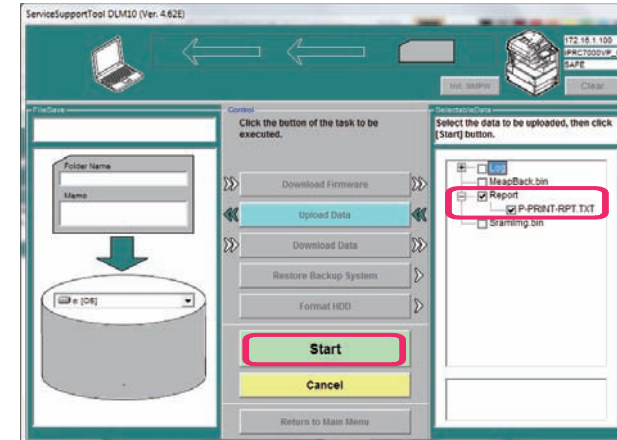 ServiceSupportTool DLM10 (Ver. 4.62E)
172.16.1.100
iPRC7000VP_
SAFE
Init. SMPW
Clear
FileSave
Control
SelectableData
Click the button of the task to be
executed.
Select the data to be uploaded, then click
[Start] button.
Folder Name
Memo
Download Firmware
Upload Data
Download Data
Restore Backup System
Format HDD
Start
Cancel
Return to Main Menu
Log
MeapBack.bin
Report
P-PRINT-RPT.TXT
SramImg.bin